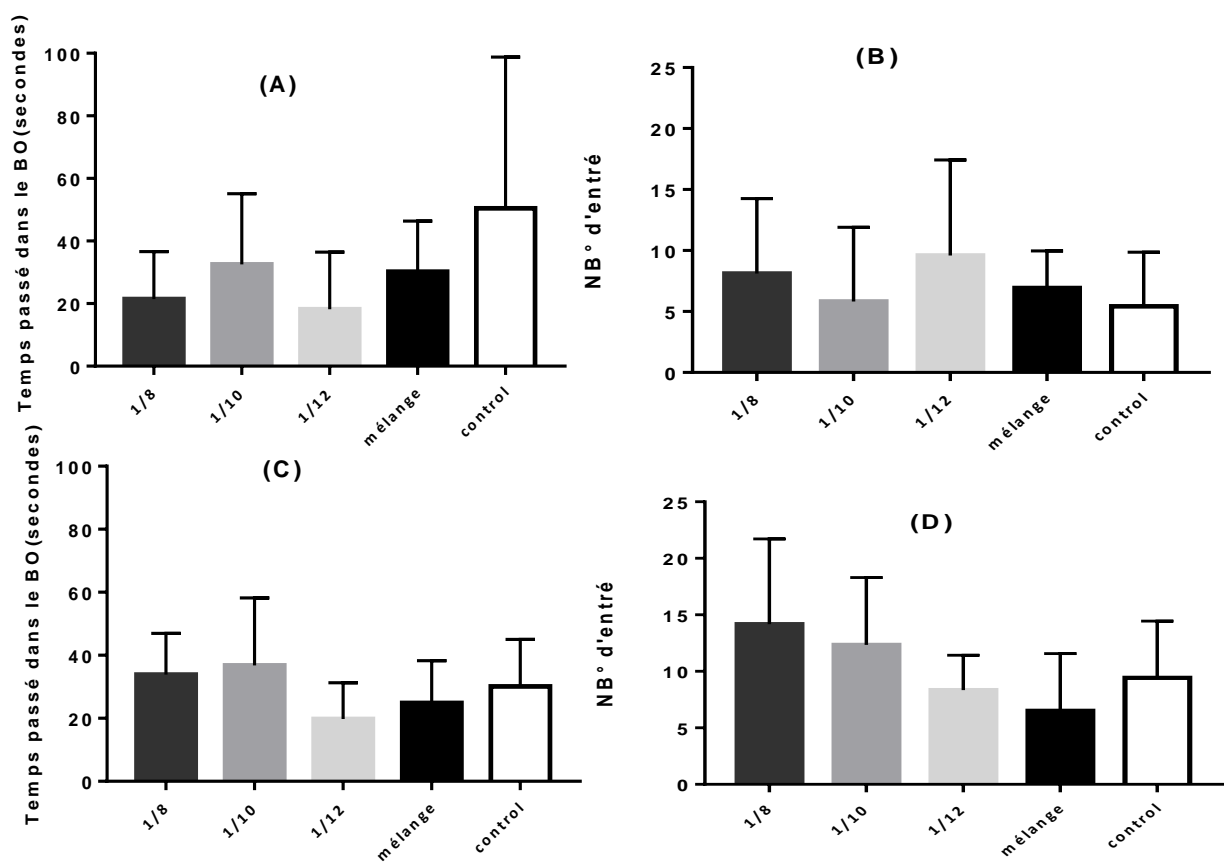 (A)
Temps passé dans le BO(secondes)
100
80
60
40
20
0
1/8
1/10
1/12
mélange
control
(B)
NB° d'entré
25
20
15
10
5
0
1/8
1/10
1/12
mélange
control
(C)
Temps passé dans le BO(secondes)
100
80
60
40
20
0
1/8
1/10
1/12
mélange
control
(D)
NB° d'entré
25
20
15
10
5
0
1/8
1/10
1/12
mélange
control